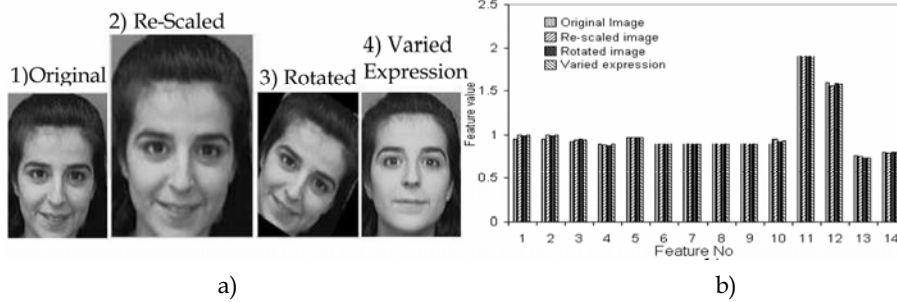 2) Re-Scaled
1)Original
3) Rotated
4) Varied
Expression
2.5
2
1.5
1
0.5
0
Feature value
Original Image
Re-scaled image
Rotated image
Varied expression
1 2 3 4 5 6 7 8 9 10 11 12 13 14
Feature No
a)
b)